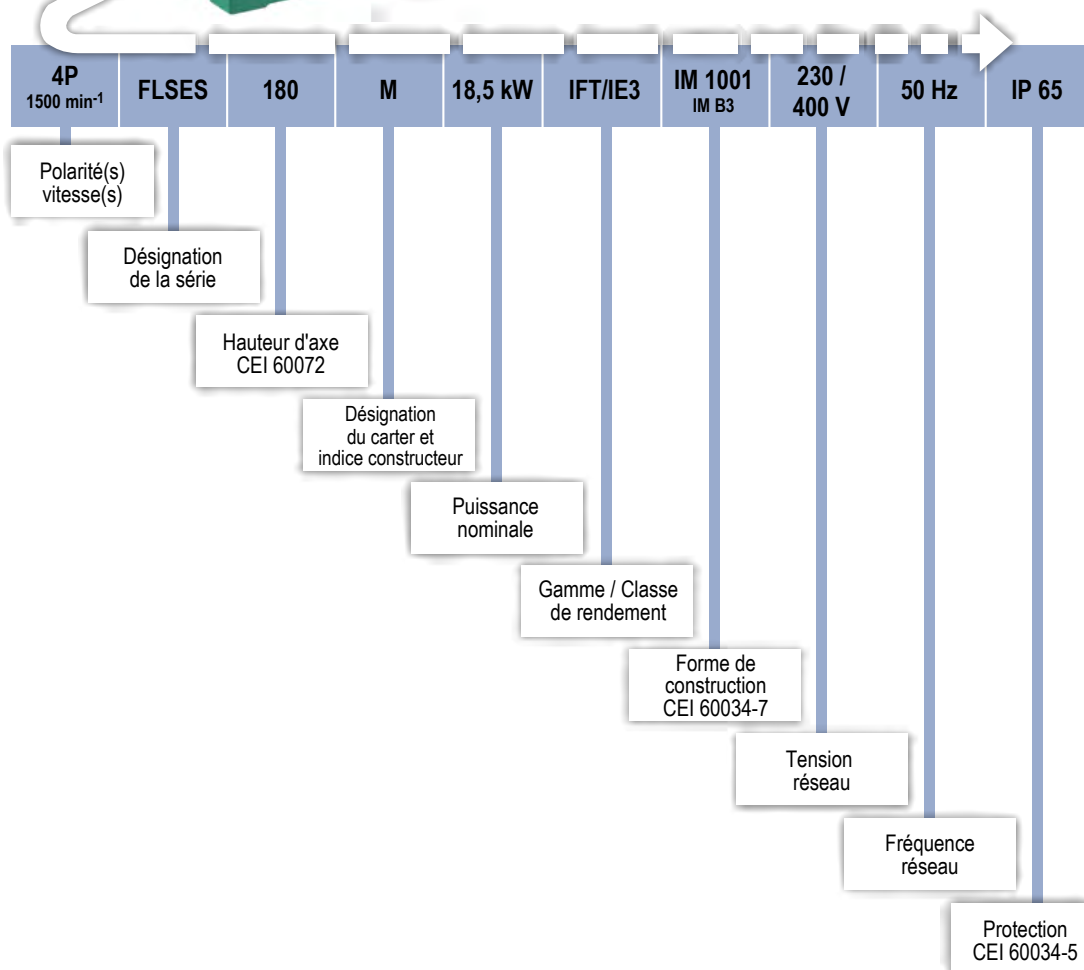 4P
1500 min-1
FLSES
180
M
18,5 kW
IFT/IE3
IM 1001
IM B3
230 /
400 V
50 Hz
IP 65
Polarité(s)
vitesse(s)
Désignation
de la série
Hauteur d'axe
CEI 60072
Désignation
du carter et
indice constructeur
Puissance
nominale
Gamme / Classe
de rendement
Forme de
construction
CEI 60034-7
Tension
réseau
Fréquence
réseau
Protection
CEI 60034-5